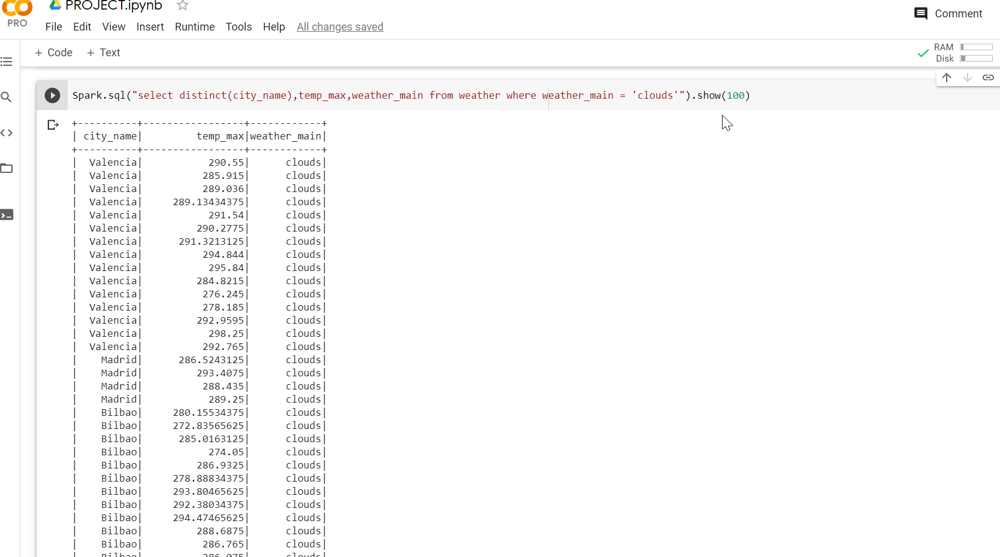 PROJECT.ipynb
PRO
File Edit View Insert Runtime Tools Help All changes saved
Comment
+ Code + Text
RAM
Disk
Spark.sql("select distinct(city_name),temp_max,weather_main from weather where weather_main = 'clouds'").show(100)
+----------+-----------------+------------+
| city_name|         temp_max|weather_main|
+----------+-----------------+------------+
|  Valencia|           290.55|      clouds|
|  Valencia|          285.915|      clouds|
|  Valencia|          289.036|      clouds|
|  Valencia|     289.13434375|      clouds|
|  Valencia|           291.54|      clouds|
|  Valencia|         290.2775|      clouds|
|  Valencia|      291.3213125|      clouds|
|  Valencia|          294.844|      clouds|
|  Valencia|           295.84|      clouds|
|  Valencia|         284.8215|      clouds|
|  Valencia|          276.245|      clouds|
|  Valencia|          278.185|      clouds|
|  Valencia|         292.9595|      clouds|
|  Valencia|           298.25|      clouds|
|  Valencia|          292.765|      clouds|
|    Madrid|      286.5243125|      clouds|
|    Madrid|         293.4075|      clouds|
|    Madrid|          288.435|      clouds|
|    Madrid|           289.25|      clouds|
|    Bilbao|     280.15534375|      clouds|
|    Bilbao|     272.83565625|      clouds|
|    Bilbao|      285.0163125|      clouds|
|    Bilbao|           274.05|      clouds|
|    Bilbao|         286.9325|      clouds|
|    Bilbao|     278.88834375|      clouds|
|    Bilbao|     293.80465625|      clouds|
|    Bilbao|     292.38034375|      clouds|
|    Bilbao|     294.47465625|      clouds|
|    Bilbao|         288.6875|      clouds|
|    Bilbao|          286.765|      clouds|
|    Bilbao|          286.075|      clouds|